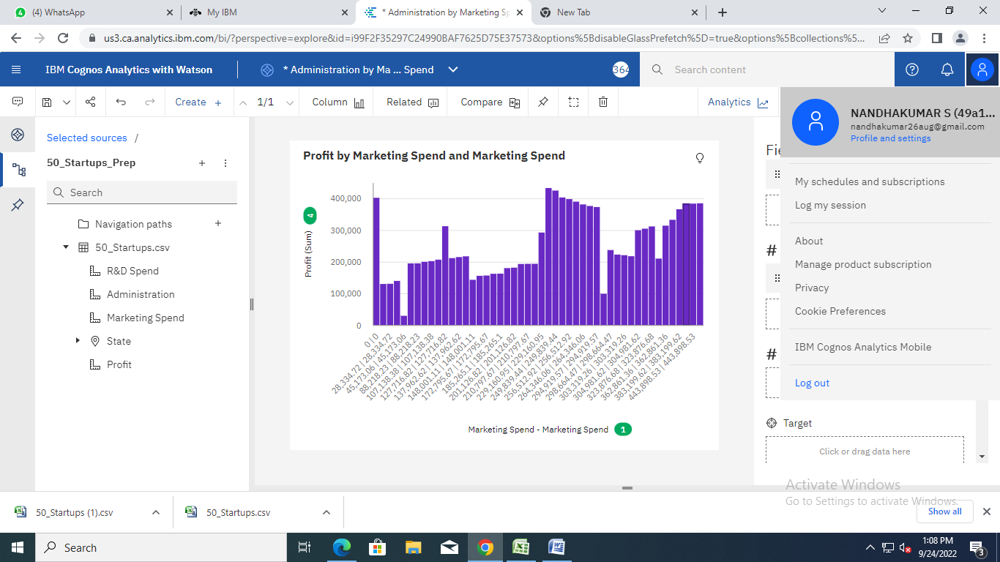 (4) WhatsApp
My IBM
* Administration by Marketing Sp
New Tab
us3.ca.analytics.ibm.com/bi/?perspective=explore&id=i99F2F35297C24990BAF7625D75E37573&options%5BdisableGlassPrefetch%5D=true&options%5Bcollections%5...
IBM Cognos Analytics with Watson
* Administration by Ma ... Spend
364
Search content
Create +
1/1
Column
Related
Compare
Analytics
NANDHAKUMAR S (49a1...
nandhakumar26aug@gmail.com
Profile and settings
My schedules and subscriptions
Log my session
About
Manage product subscription
Privacy
Cookie Preferences
IBM Cognos Analytics Mobile
Log out
Selected sources /
50_Startups_Prep
Search
Navigation paths
50_Startups.csv
R&D Spend
Administration
Marketing Spend
State
Profit
Profit by Marketing Spend and Marketing Spend
Profit (Sum) 4
400,000
300,000
200,000
100,000
0
0 | 0
28,334.72 | 28,334.72
45,173.06 | 45,173.06
88,218.23 | 88,218.23
107,138.38 | 107,138.38
127,716.82 | 127,716.82
137,962.62 | 137,962.62
148,001.11 | 148,001.11
172,795.67 | 172,795.67
185,265.1 | 185,265.1
201,126.82 | 201,126.82
210,797.67 | 210,797.67
229,160.95 | 229,160.95
249,839.44 | 249,839.44
256,512.92 | 256,512.92
264,346.06 | 264,346.06
294,919.57 | 294,919.57
298,664.47 | 298,664.47
303,319.26 | 303,319.26
304,981.62 | 304,981.62
323,876.68 | 323,876.68
362,861.36 | 362,861.36
383,199.62 | 383,199.62
443,898.53 | 443,898.53
Marketing Spend - Marketing Spend 1
Fie
#
#
Target
Click or drag data here
Activate Windows
Go to Settings to activate Windows.
50_Startups (1).csv
50_Startups.csv
Show all
Search
1:08 PM
9/24/2022
3